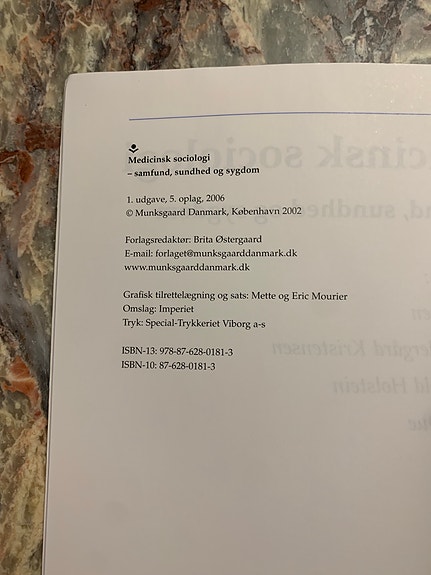 Medicinsk sociologi
– samfund, sundhed og sygdom
1. udgave, 5. oplag, 2006
© Munksgaard Danmark, København 2002
Forlagsredaktør: Brita Østergaard
E-mail: forlaget@munksgaarddanmark.dk
www.munksgaarddanmark.dk
Grafisk tilrettelægning og sats: Mette og Eric Mourier
Omslag: Imperiet
Tryk: Special-Trykkeriet Viborg a-s
ISBN-13: 978-87-628-0181-3
ISBN-10: 87-628-0181-3